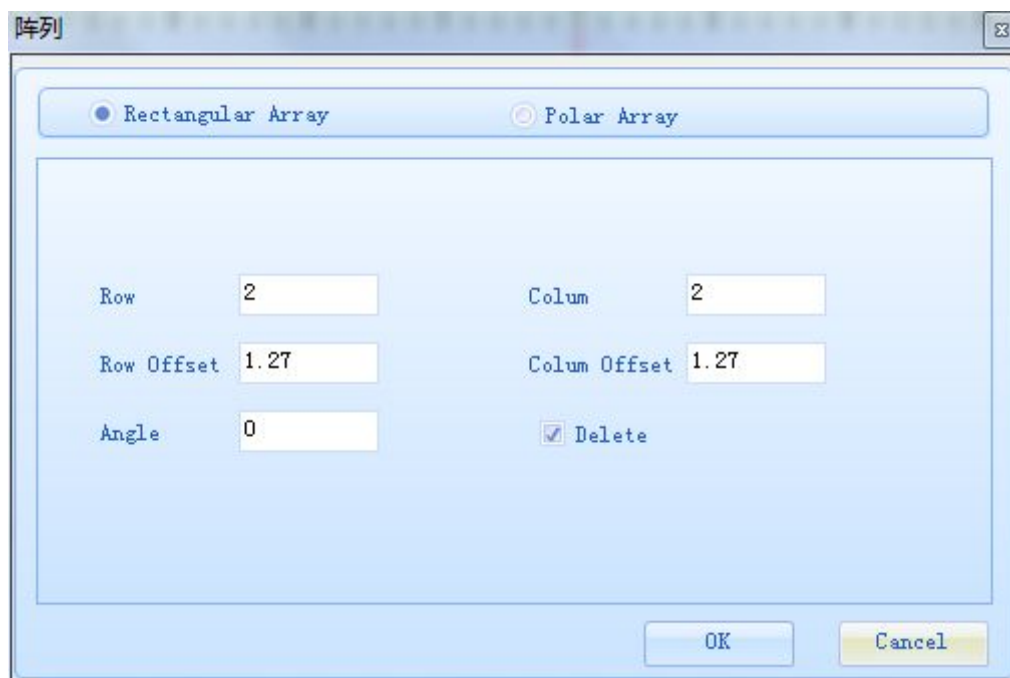 阵列
Rectangular Array Polar Array
Row 2 Colum 2
Row Offset 1.27 Colum Offset 1.27
Angle 0 Delete
OK Cancel